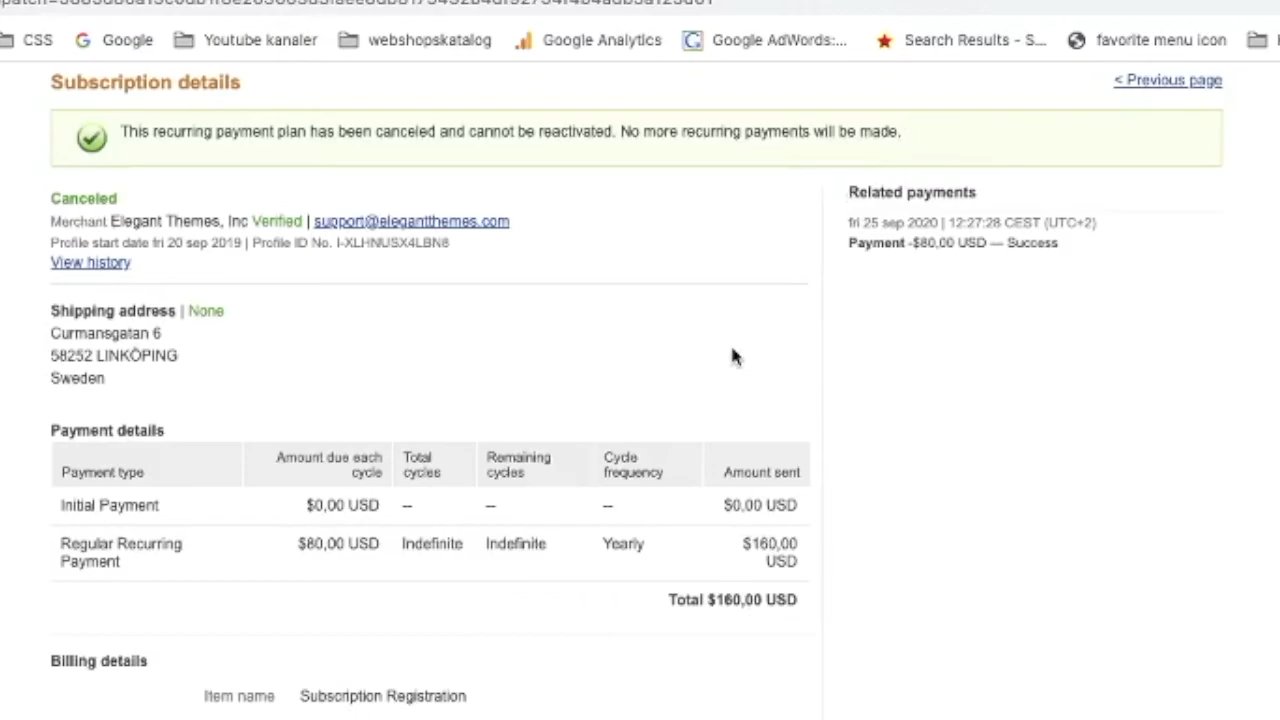 CSS
Google
Youtube kanaler
webshopskatalog
Google Analytics
Google AdWords:...
Search Results - S...
favorite menu icon
Subscription details
< Previous page
This recurring payment plan has been canceled and cannot be reactivated. No more recurring payments will be made.
Canceled
Merchant Elegant Themes, Inc Verified | support@elegantthemes.com
Profile start date fri 20 sep 2019 | Profile ID No. I-XLHNUSX4LBN8
View history
Related payments
fri 25 sep 2020 | 12:27:28 CEST (UTC+2)
Payment -$80,00 USD — Success
Shipping address | None
Curmansgatan 6
58252 LINKÖPING
Sweden
Payment details
Payment type
Amount due each cycle
Total cycles
Remaining cycles
Cycle frequency
Amount sent
Initial Payment $0,00 USD -- -- -- $0,00 USD
Regular Recurring Payment $80,00 USD Indefinite Indefinite Yearly $160,00 USD
Total $160,00 USD
Billing details
Item name Subscription Registration